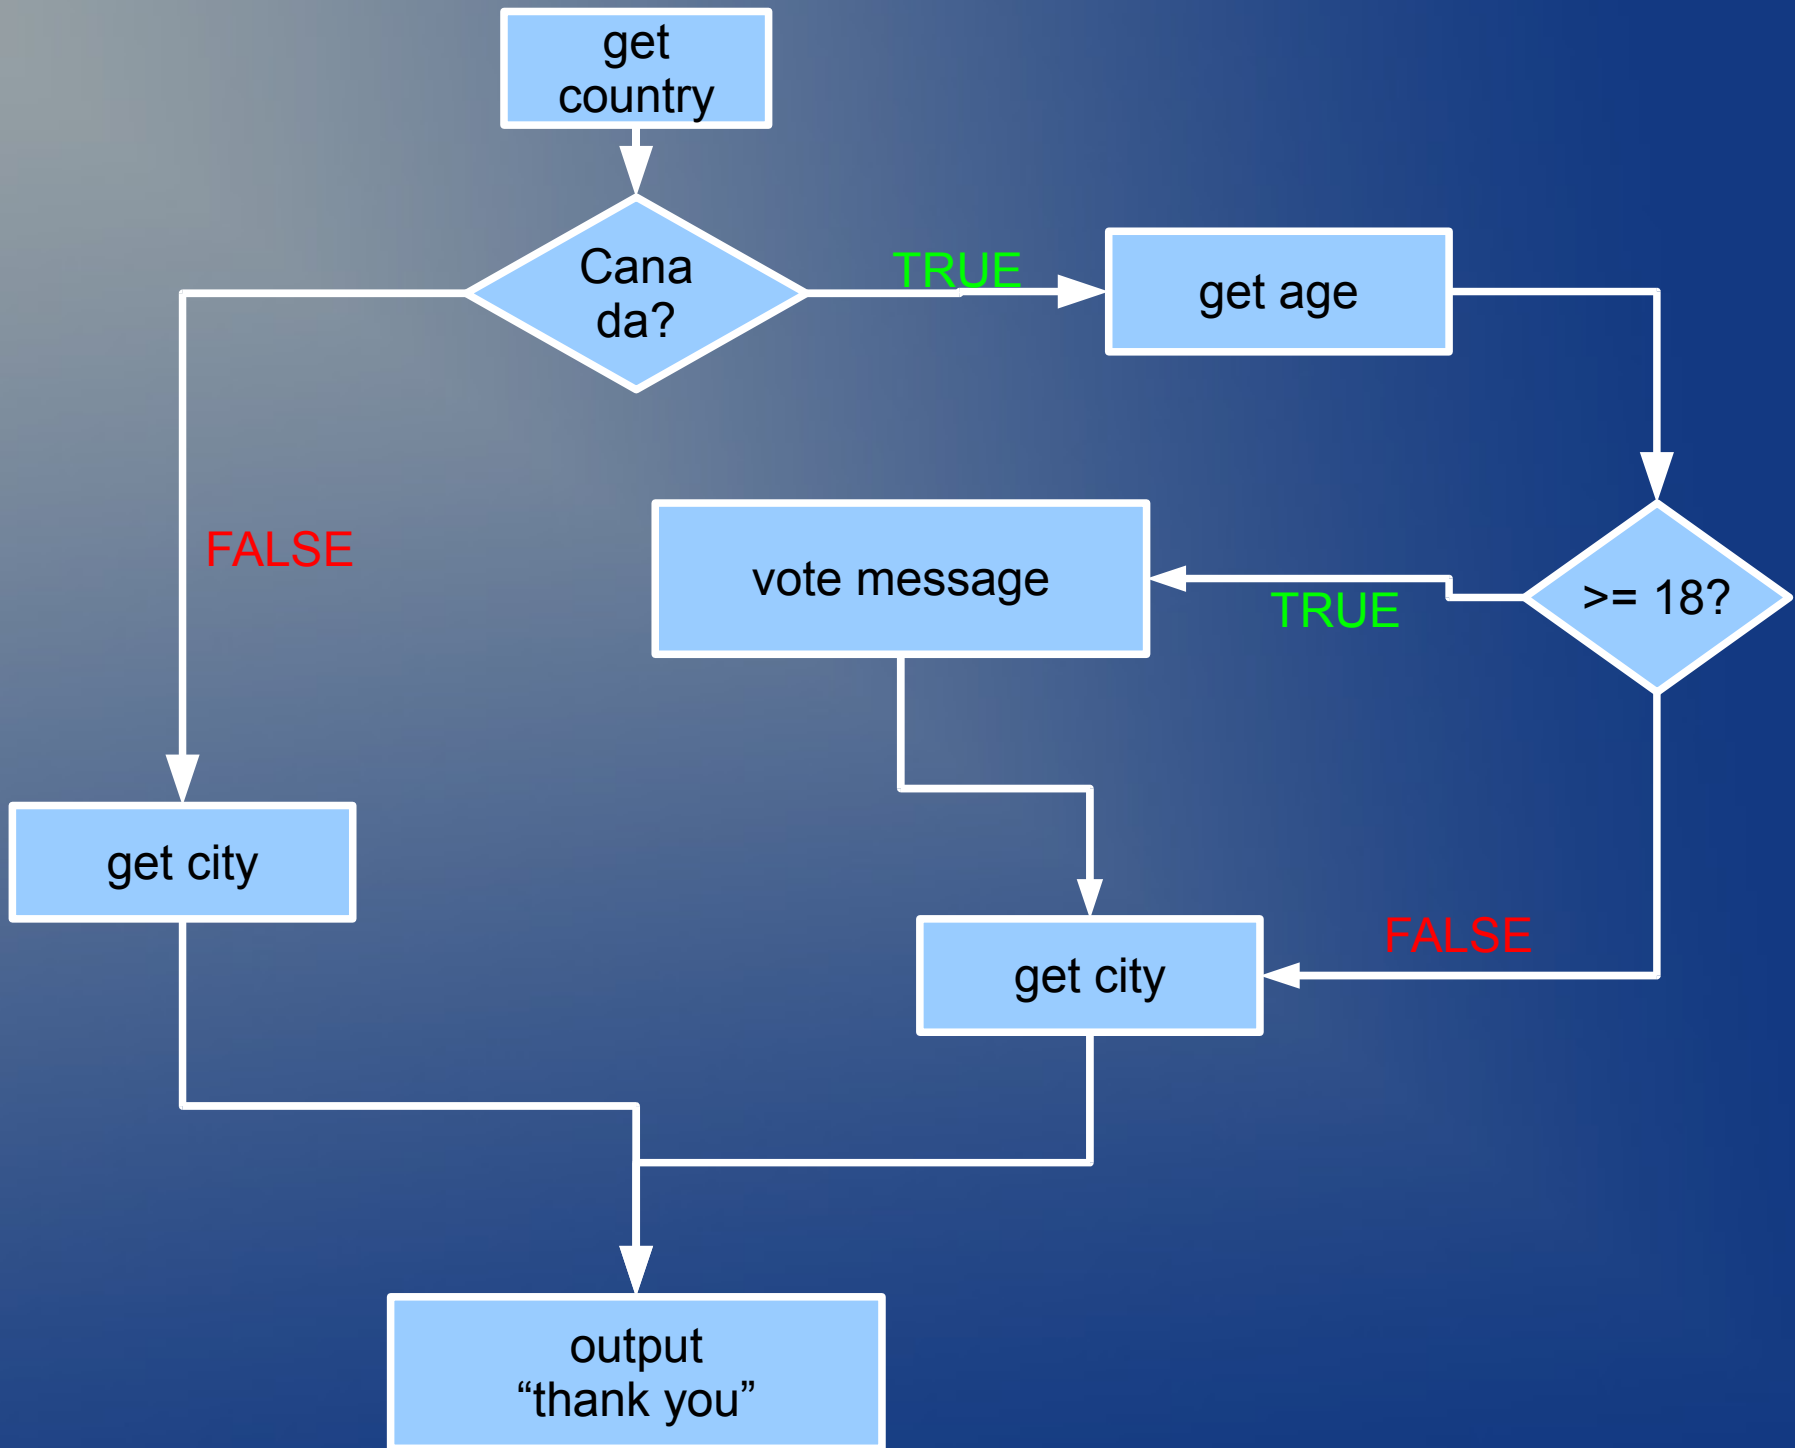 get
country
Cana
da?
TRUE
get age
FALSE
vote message
TRUE
>= 18?
get city
get city
FALSE
output
“thank you”